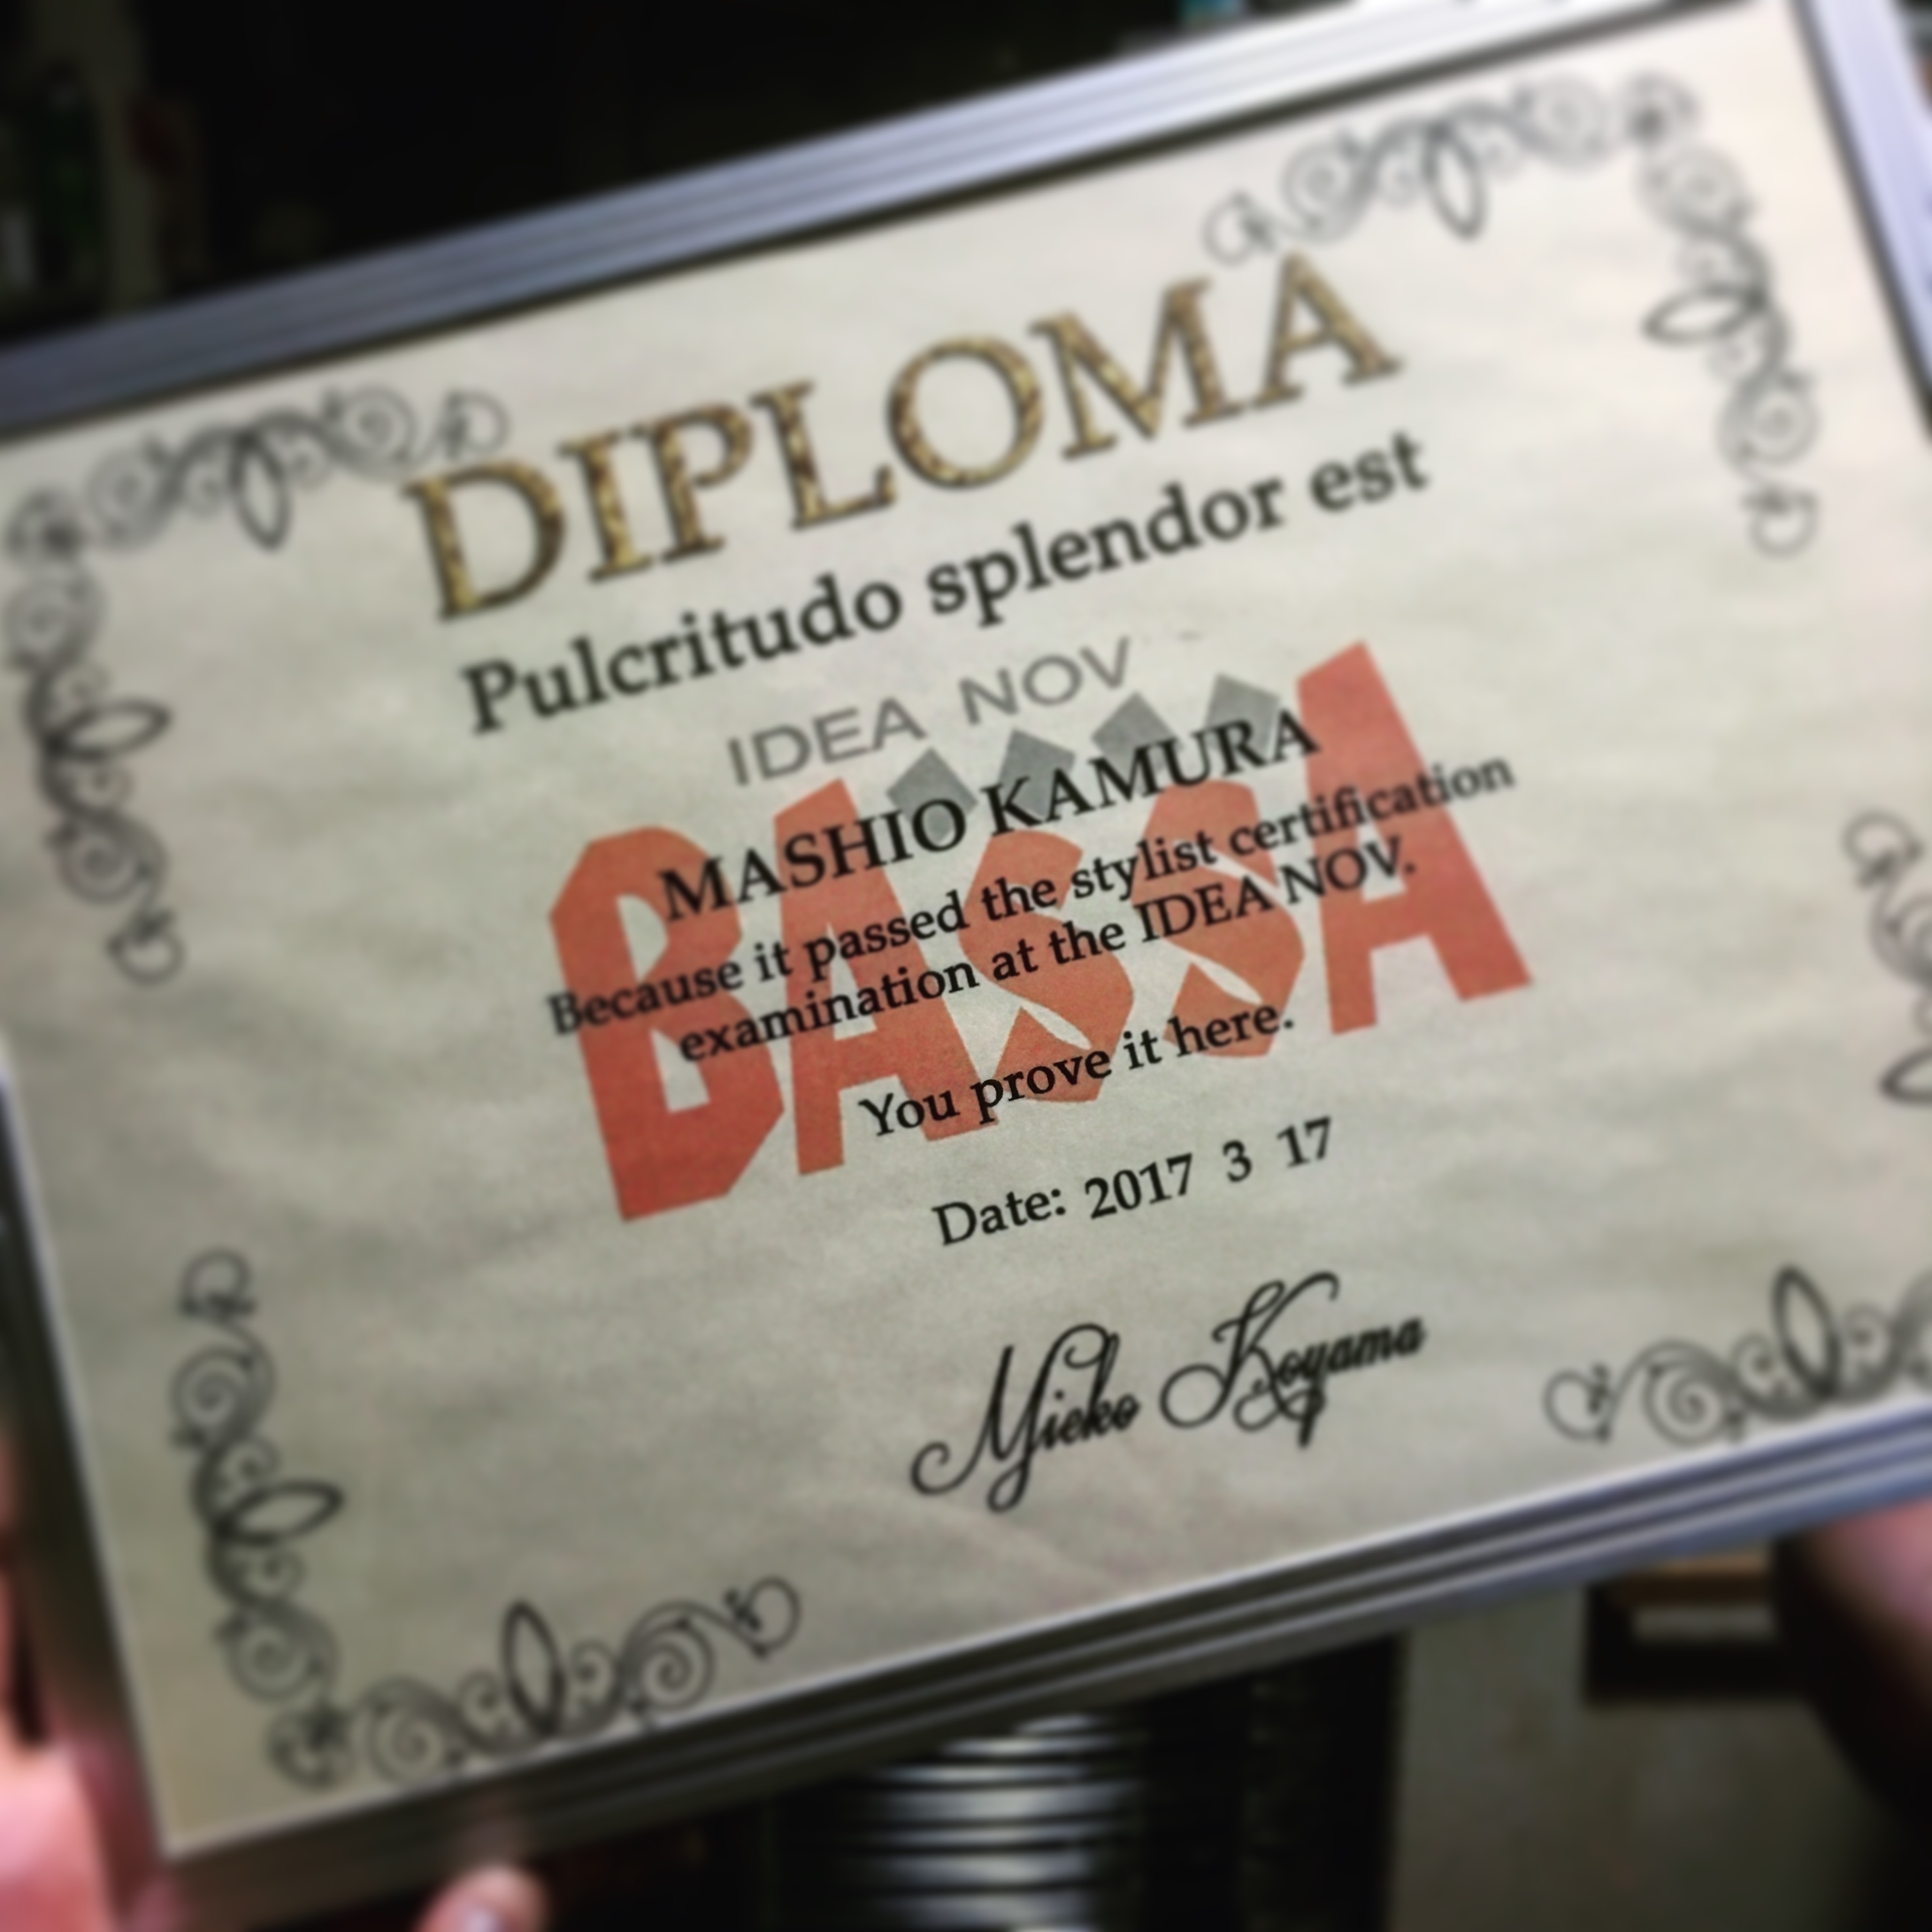 DIPLOMA
Pulcritudo splendor est
IDEA NOV
BASSA
MASHIO KAMURA
Because it passed the stylist certification
examination at the IDEA NOV.
You prove it here.
Date: 2017 3 17
Mieko Koyama